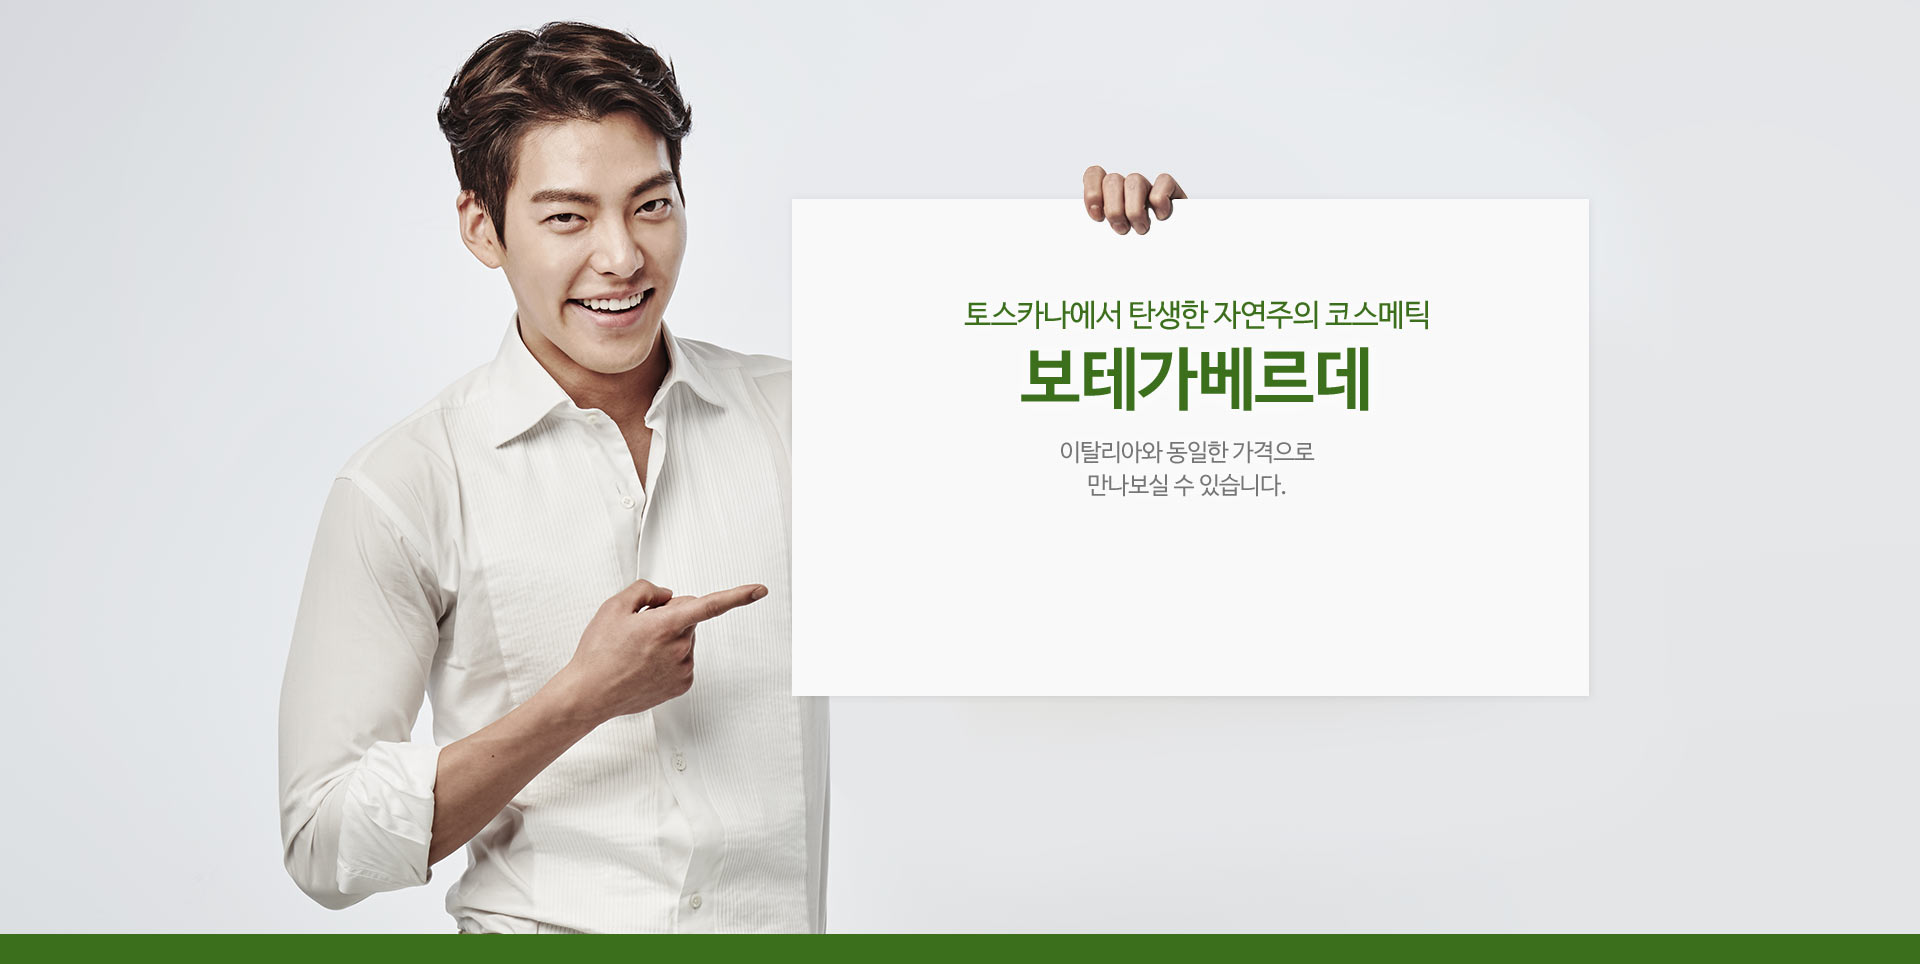 토스카나에서 탄생한 자연주의 코스메틱
보테가베르데
이탈리아와 동일한 가격으로
만나보실 수 있습니다.